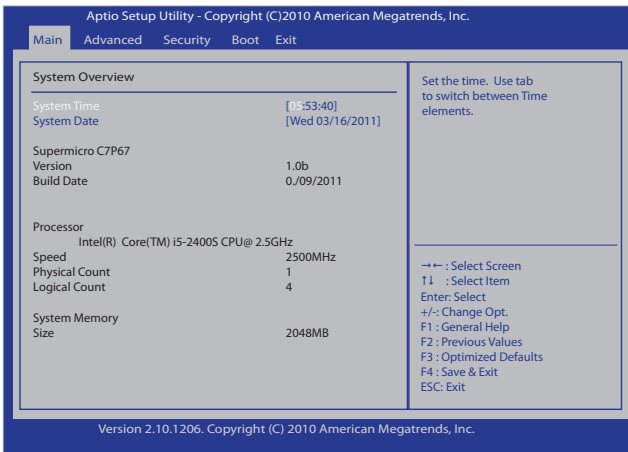 Aptio Setup Utility - Copyright (C)2010 American Megatrends, Inc.
Main Advanced Security Boot Exit
System Overview
System Time [05:53:40]
System Date [Wed 03/16/2011]
Supermicro C7P67
Version 1.0b
Build Date 0./09/2011
Processor
Intel(R) Core(TM) i5-2400S CPU@ 2.5GHz
Speed 2500MHz
Physical Count 1
Logical Count 4
System Memory
Size 2048MB
Set the time. Use tab
to switch between Time
elements.
→← : Select Screen
↑↓ : Select Item
Enter: Select
+/-: Change Opt.
F1 : General Help
F2 : Previous Values
F3 : Optimized Defaults
F4 : Save & Exit
ESC: Exit
Version 2.10.1206. Copyright (C) 2010 American Megatrends, Inc.